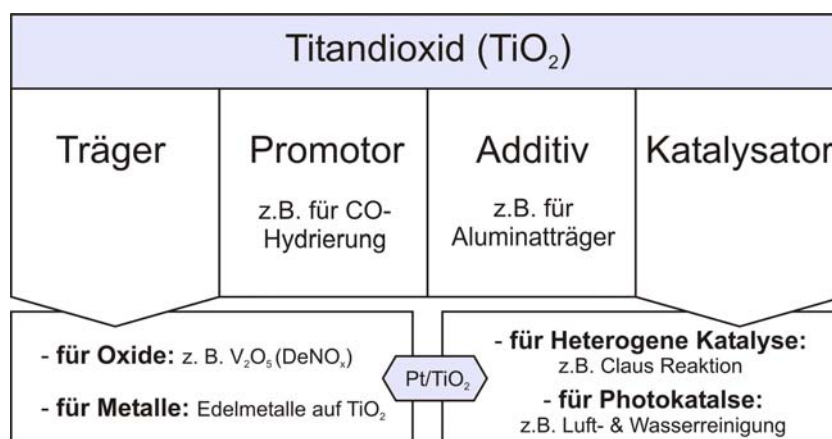 Titandioxid (TiO₂)
Träger
Promotor
z.B. für CO-
Hydrierung
Additiv
z.B. für
Aluminatträger
Katalysator
- für Oxide: z. B. V₂O₅ (DeNOₓ)
- für Metalle: Edelmetalle auf TiO₂
Pt/TiO₂
- für Heterogene Katalyse:
z.B. Claus Reaktion
- für Photokatalse:
z.B. Luft- & Wasserreinigung